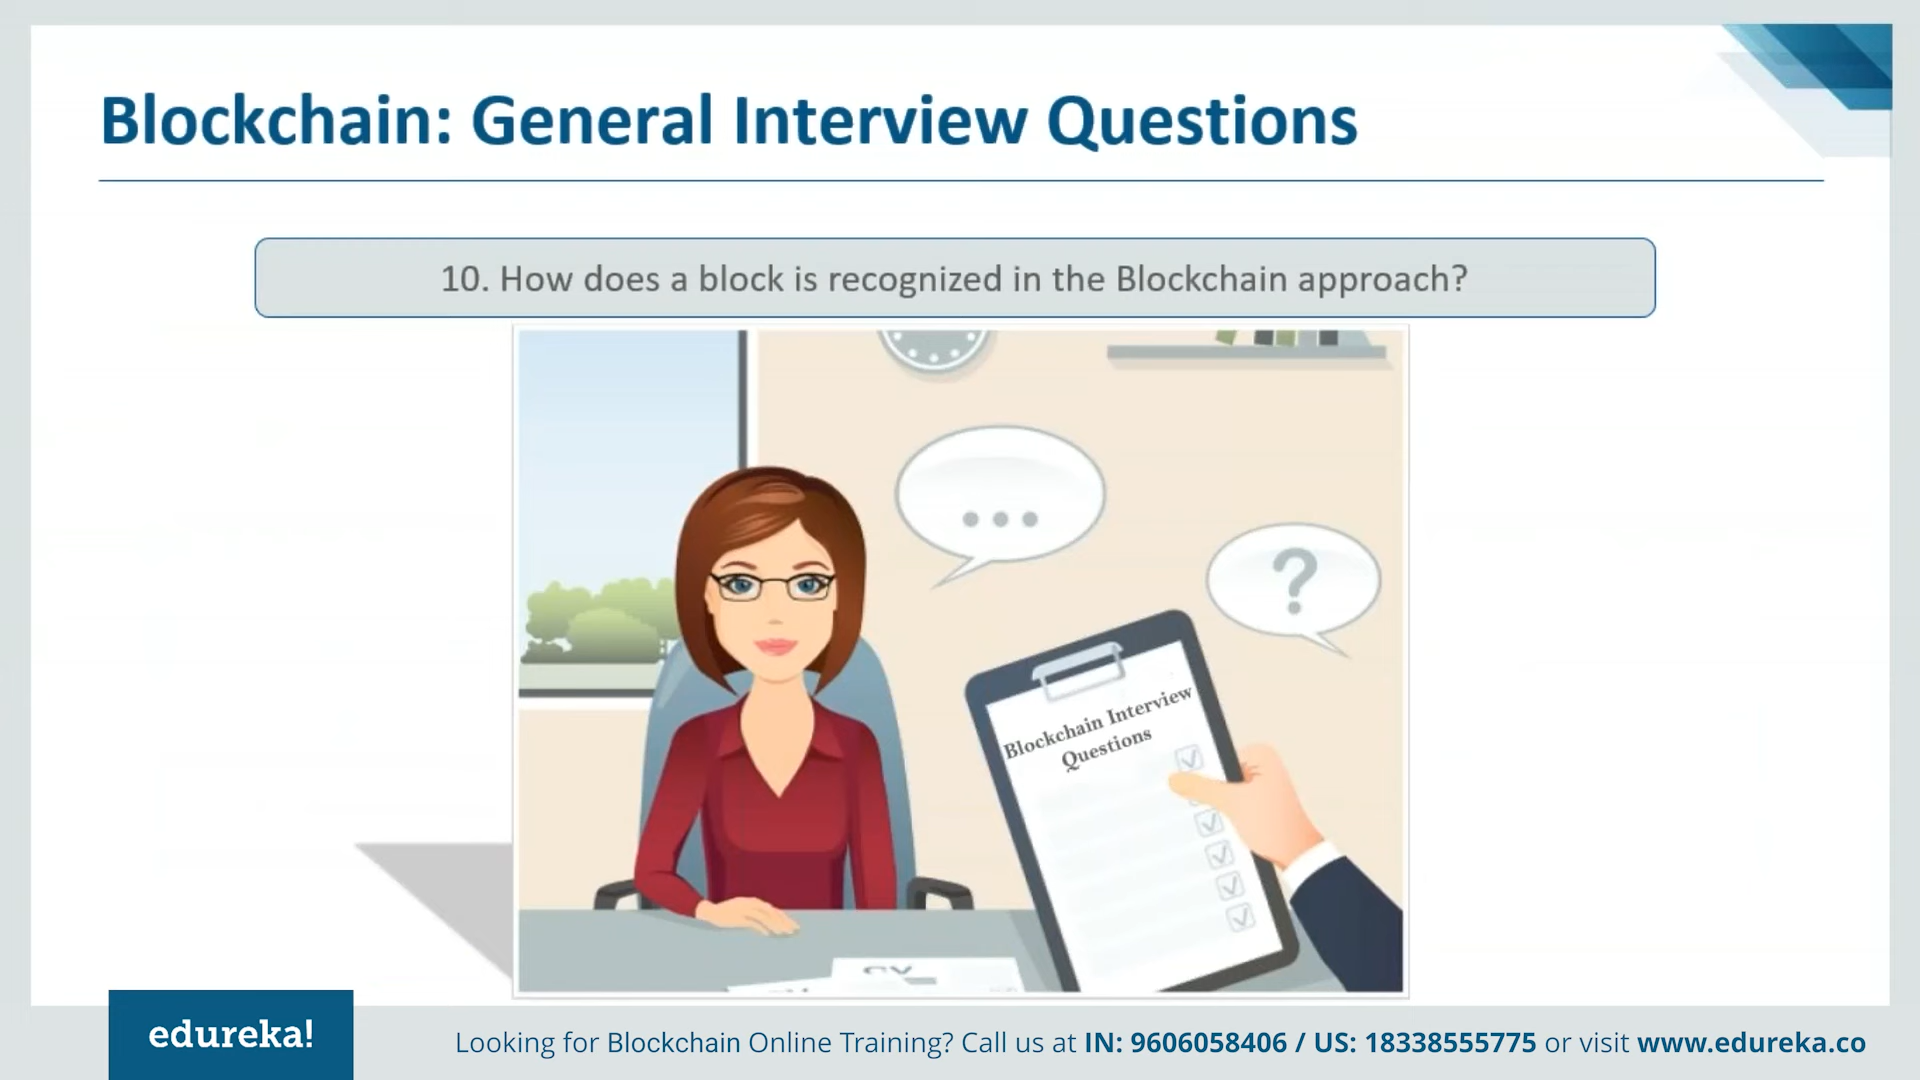 Blockchain: General Interview Questions
10. How does a block is recognized in the Blockchain approach?
...
?
Blockchain Interview
Questions
CV
edureka!
Looking for Blockchain Online Training? Call us at IN: 9606058406 / US: 18338555775 or visit www.edureka.co